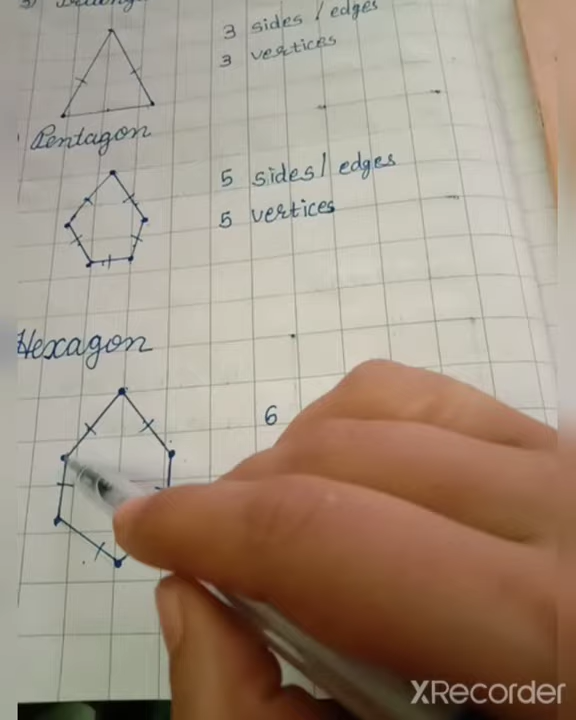 3 sides / edges
3 vertices
Pentagon
5 sides / edges
5 vertices
Hexagon
6
XRecorder